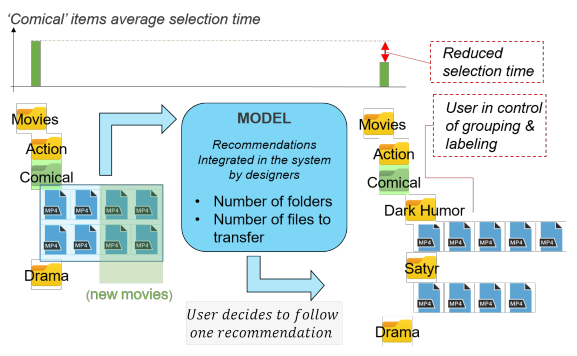 ‘Comical’ items average selection time
Reduced
selection time
Movies
Action
Comical
MP4 MP4 MP4 MP4
MP4 MP4 MP4 MP4
Drama
(new movies)
MODEL
Recommendations
Integrated in the system
by designers
• Number of folders
• Number of files to
transfer
User decides to follow
one recommendation
User in control
of grouping &
labeling
Movies
Action
Comical
Dark Humor
MP4 MP4 MP4 MP4 MP4
Satyr
MP4 MP4 MP4 MP4
Drama